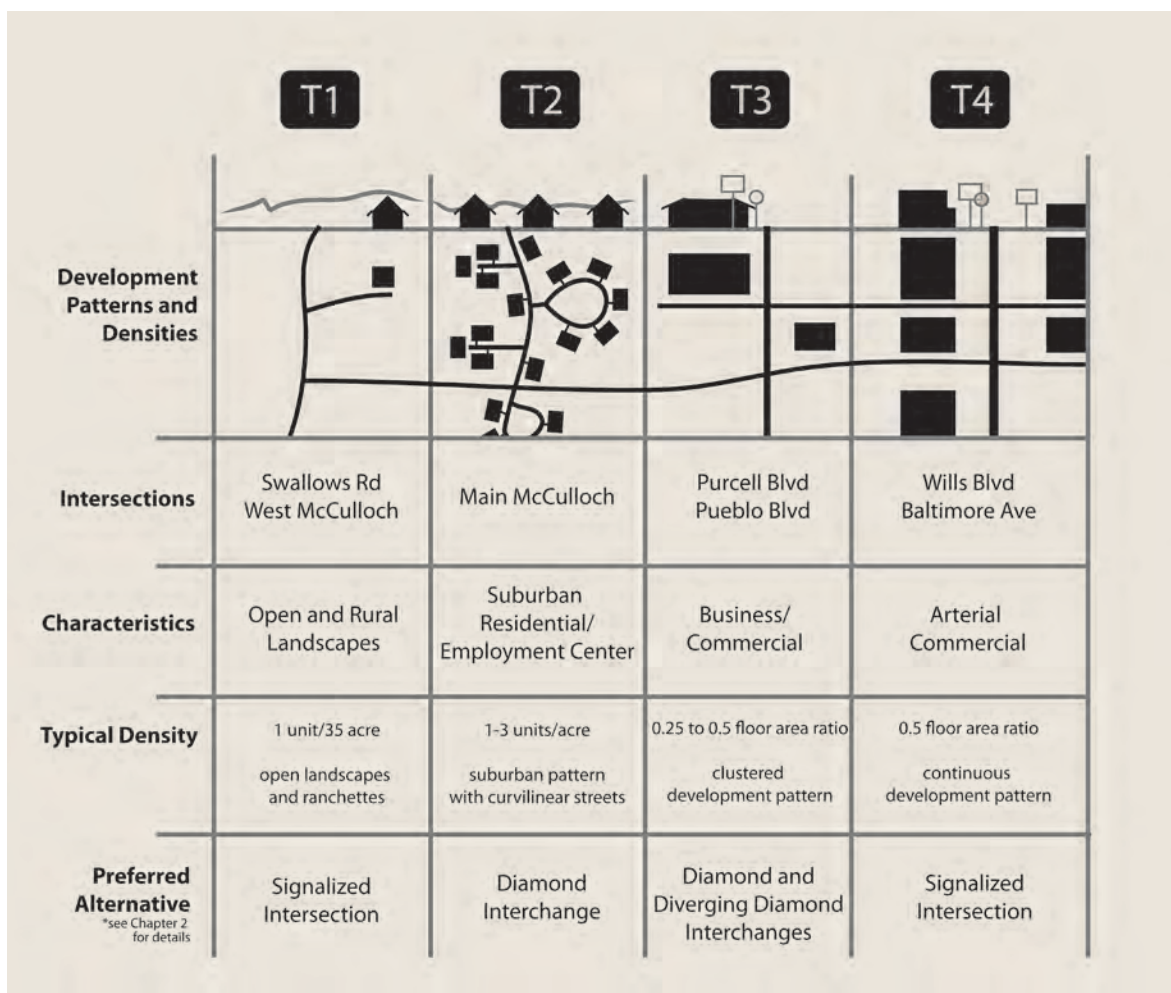 T1
T2
T3
T4
Development
Patterns and
Densities
Intersections
Swallows Rd
West McCulloch
Main McCulloch
Purcell Blvd
Pueblo Blvd
Wills Blvd
Baltimore Ave
Characteristics
Open and Rural
Landscapes
Suburban
Residential/
Employment Center
Business/
Commercial
Arterial
Commercial
Typical Density
1 unit/35 acre
open landscapes
and ranchettes
1-3 units/acre
suburban pattern
with curvilinear streets
0.25 to 0.5 floor area ratio
clustered
development pattern
0.5 floor area ratio
continuous
development pattern
Preferred
Alternative
*see Chapter 2
for details
Signalized
Intersection
Diamond
Interchange
Diamond and
Diverging Diamond
Interchanges
Signalized
Intersection